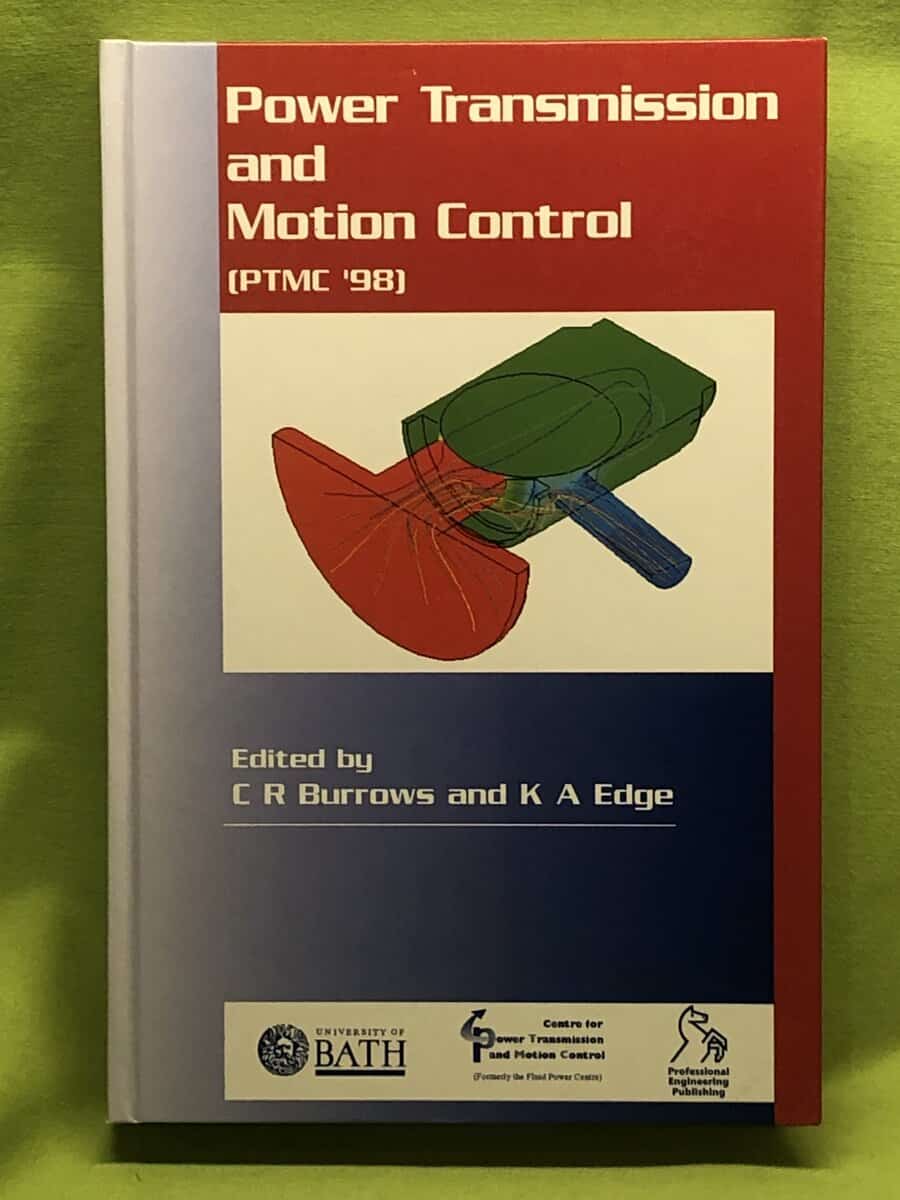 Power Transmission
and
Motion Control
(PTMC '98)
Edited by
C R Burrows and K A Edge
UNIVERSITY OF
BATH
Centre for
Power Transmission
and Motion Control
(Formerly the Fluid Power Centre)
Professional
Engineering
Publishing